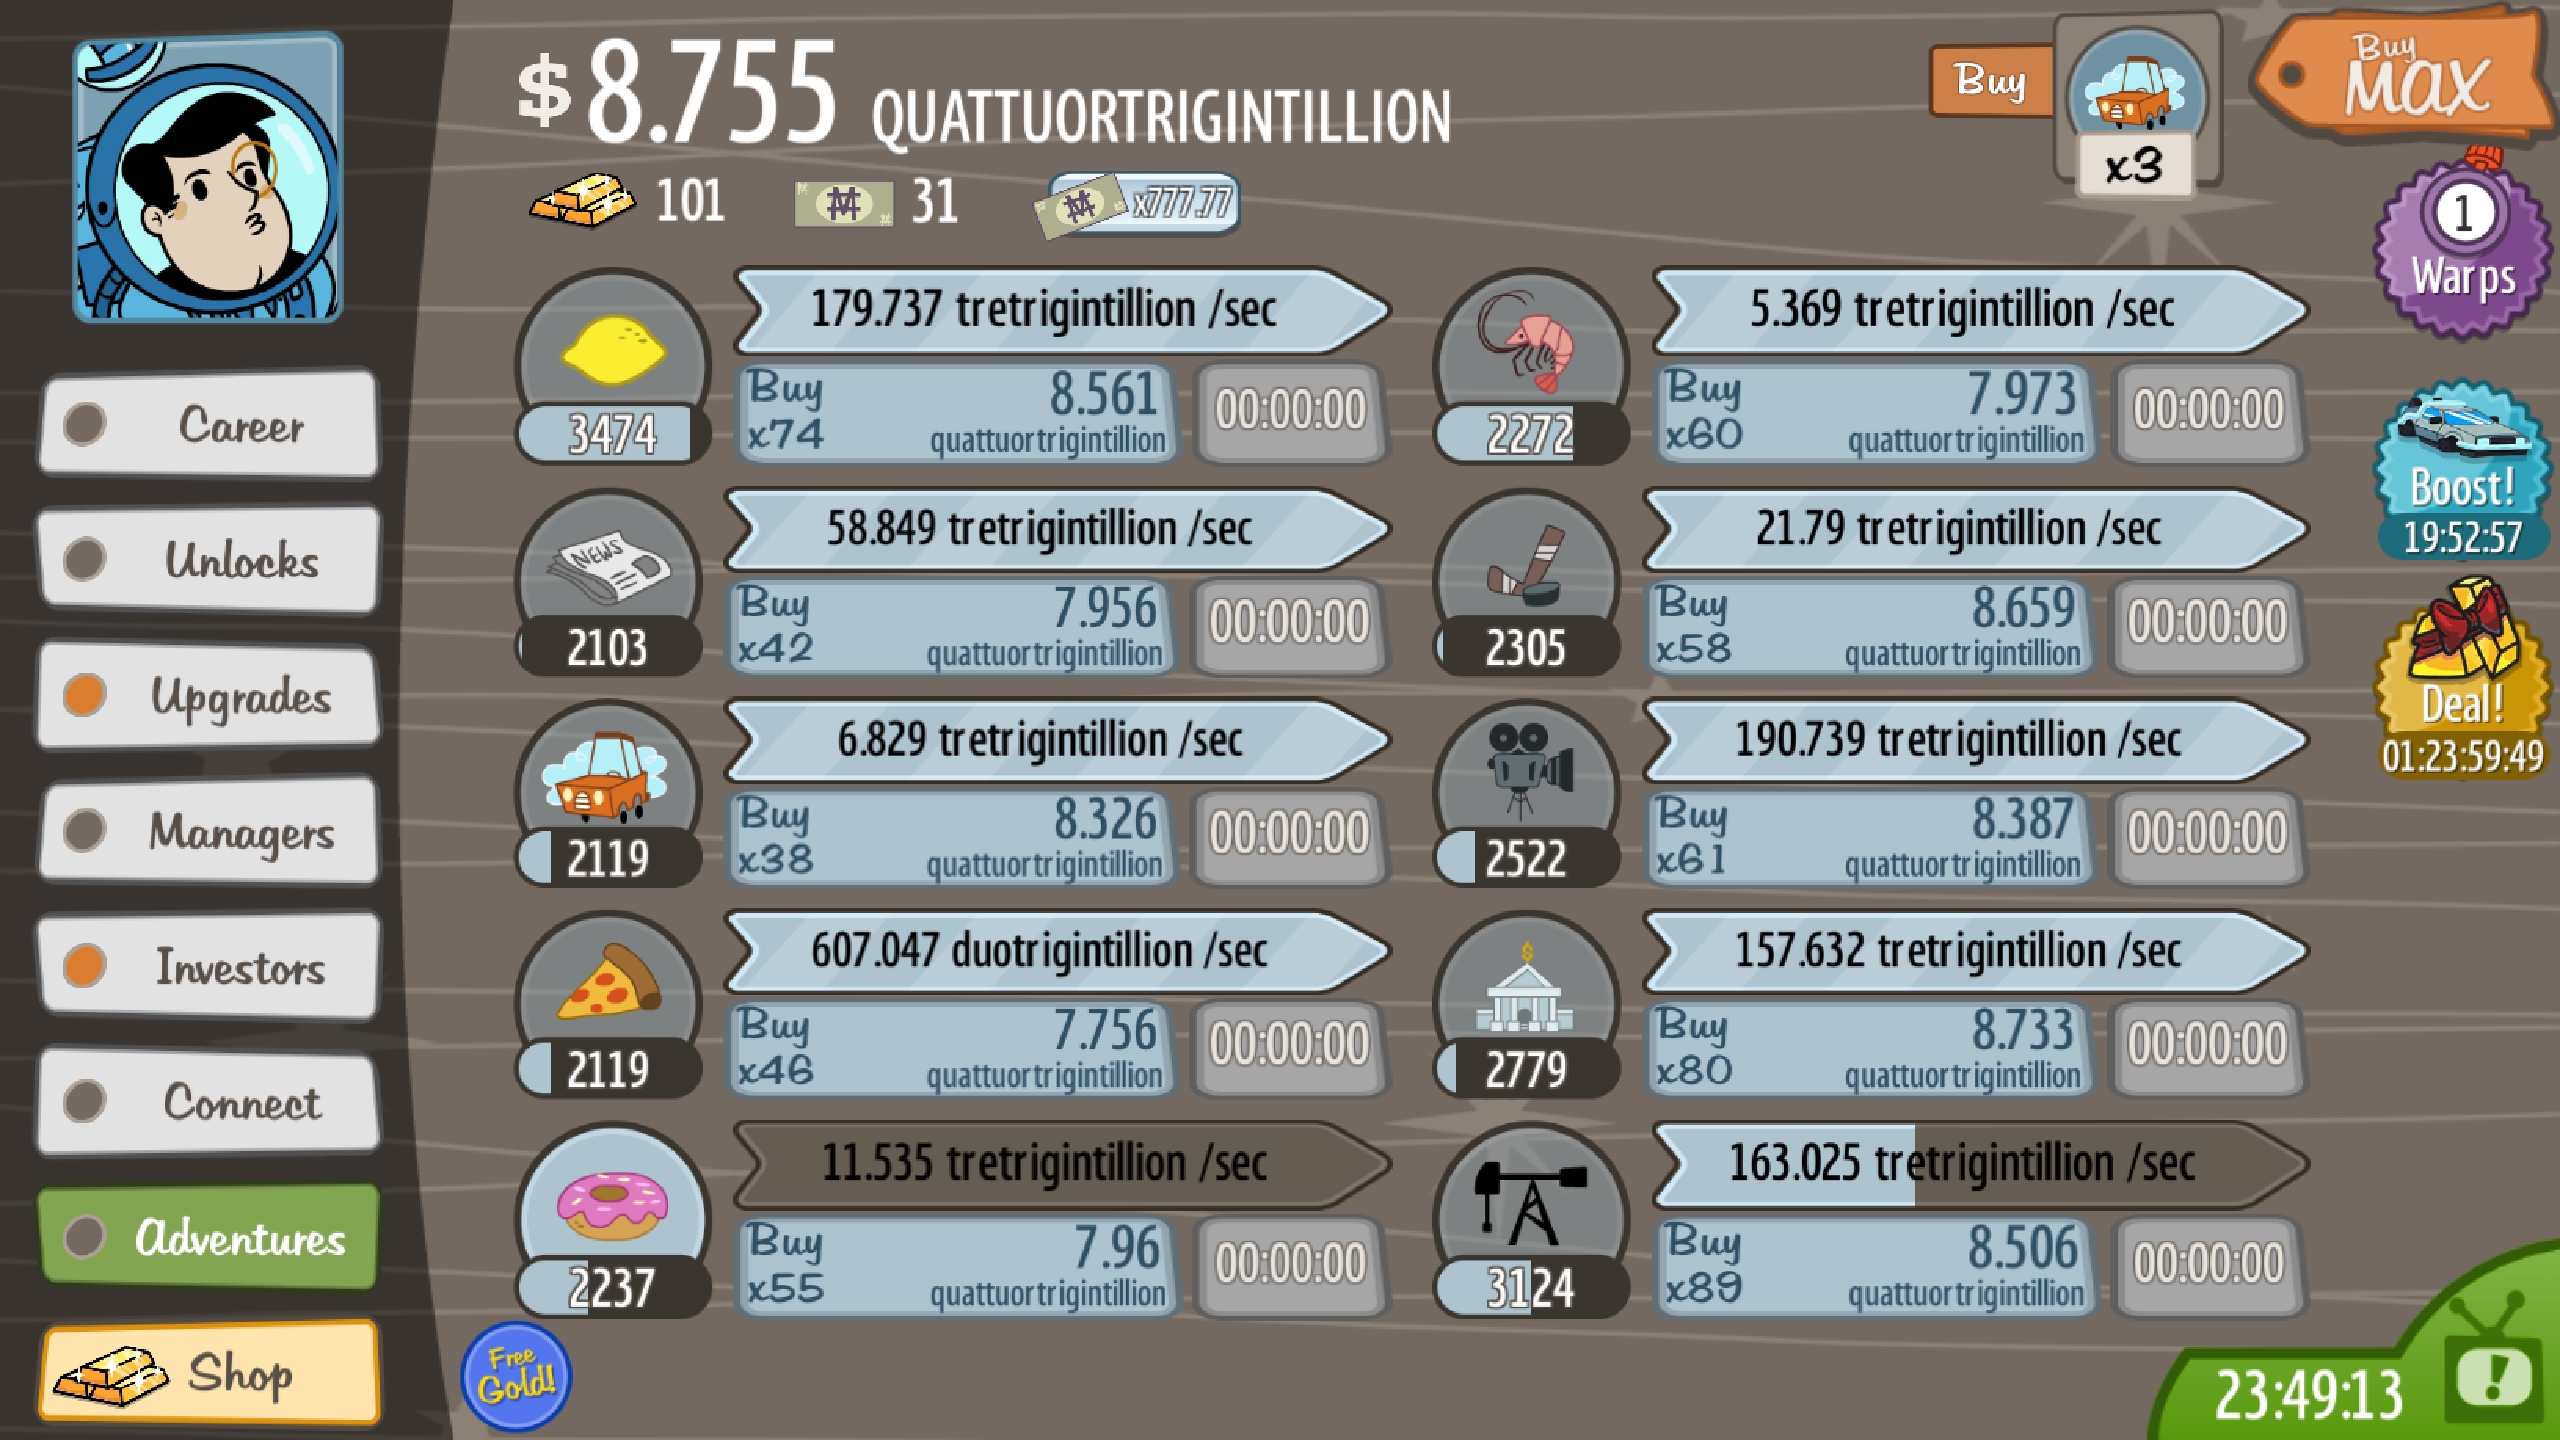 $8.755 QUATTUORTRIGINTILLION
Buy
x3
Buy
MAX
101
31
x777.77
1
Warps
Boost!
19:52:57
Deal!
01:23:59:49
Career
Unlocks
Upgrades
Managers
Investors
Connect
Adventures
Shop
179.737 tretrigintillion /sec
3474
Buy
x74
8.561
quattuortrigintillion
00:00:00
5.369 tretrigintillion /sec
2272
Buy
x60
7.973
quattuortrigintillion
00:00:00
NEWS
58.849 tretrigintillion /sec
2103
Buy
x42
7.956
quattuortrigintillion
00:00:00
21.79 tretrigintillion /sec
2305
Buy
x58
8.659
quattuortrigintillion
00:00:00
6.829 tretrigintillion /sec
2119
Buy
x38
8.326
quattuortrigintillion
00:00:00
190.739 tretrigintillion /sec
2522
Buy
x61
8.387
quattuortrigintillion
00:00:00
607.047 duotrigintillion /sec
2119
Buy
x46
7.756
quattuortrigintillion
00:00:00
$
157.632 tretrigintillion /sec
2779
Buy
x80
8.733
quattuortrigintillion
00:00:00
11.535 tretrigintillion /sec
2237
Buy
x55
7.96
quattuortrigintillion
00:00:00
163.025 tretrigintillion /sec
3124
Buy
x89
8.506
quattuortrigintillion
00:00:00
Free
Gold!
23:49:13
!